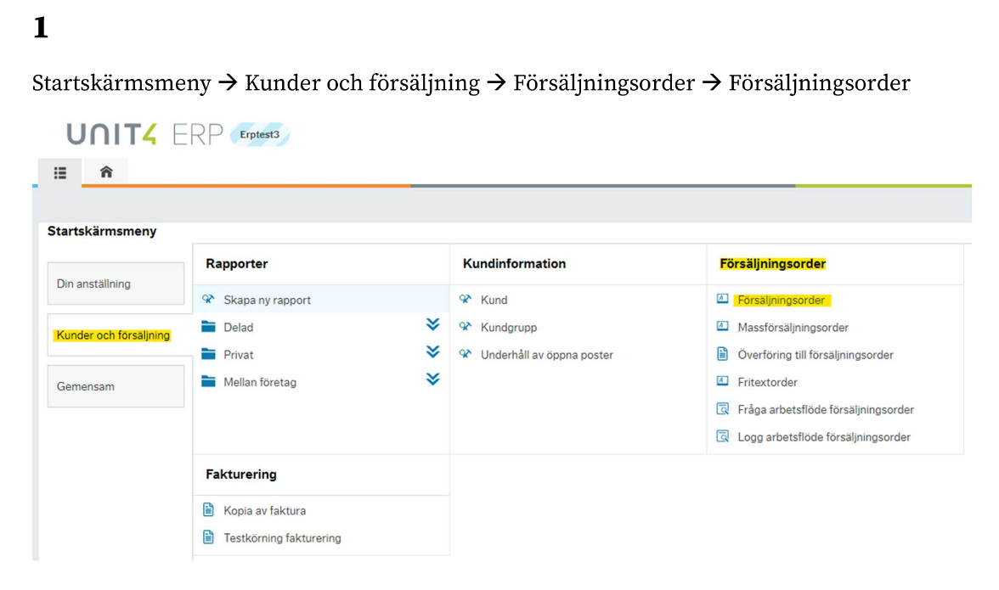 1
Startskärmsmeny → Kunder och försäljning → Försäljningsorder → Försäljningsorder
UNIT4 ERP Erptest3
Startskärmsmeny
Din anställning
Kunder och försäljning
Gemensam
Rapporter
Skapa ny rapport
Delad
Privat
Mellan företag
Kundinformation
Kund
Kundgrupp
Underhåll av öppna poster
Försäljningsorder
Försäljningsorder
Massförsäljningsorder
Överföring till försäljningsorder
Fritextorder
Fråga arbetsflöde försäljningsorder
Logg arbetsflöde försäljningsorder
Fakturering
Kopia av faktura
Testkörning fakturering